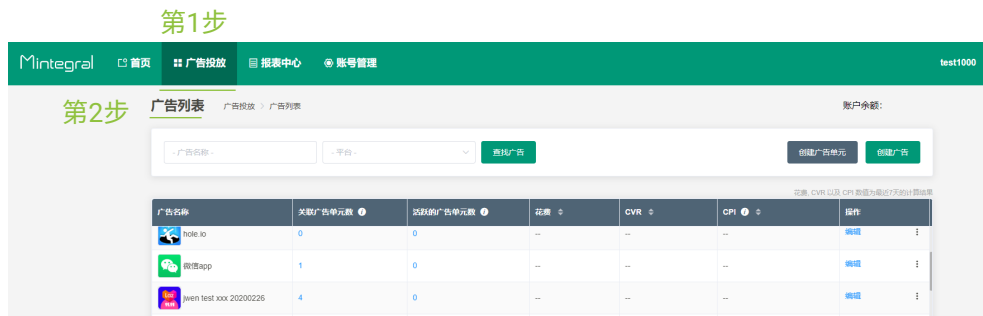 第1步
Mintegral 首页 广告投放 报表中心 账号管理 test1000
第2步 广告列表 广告投放 > 广告列表 账户余额:
- 广告名称 - - 平台 - 查找广告 创建广告单元 创建广告
花费, CVR 以及 CPI 数值为最近7天的计算结果
广告名称 关联广告单元数 活跃的广告单元数 花费 CVR CPI 操作
hole.io 0 0 -- -- -- 编辑
微信app 1 0 -- -- -- 编辑
jwen test xxx 20200226 4 0 -- -- -- 编辑